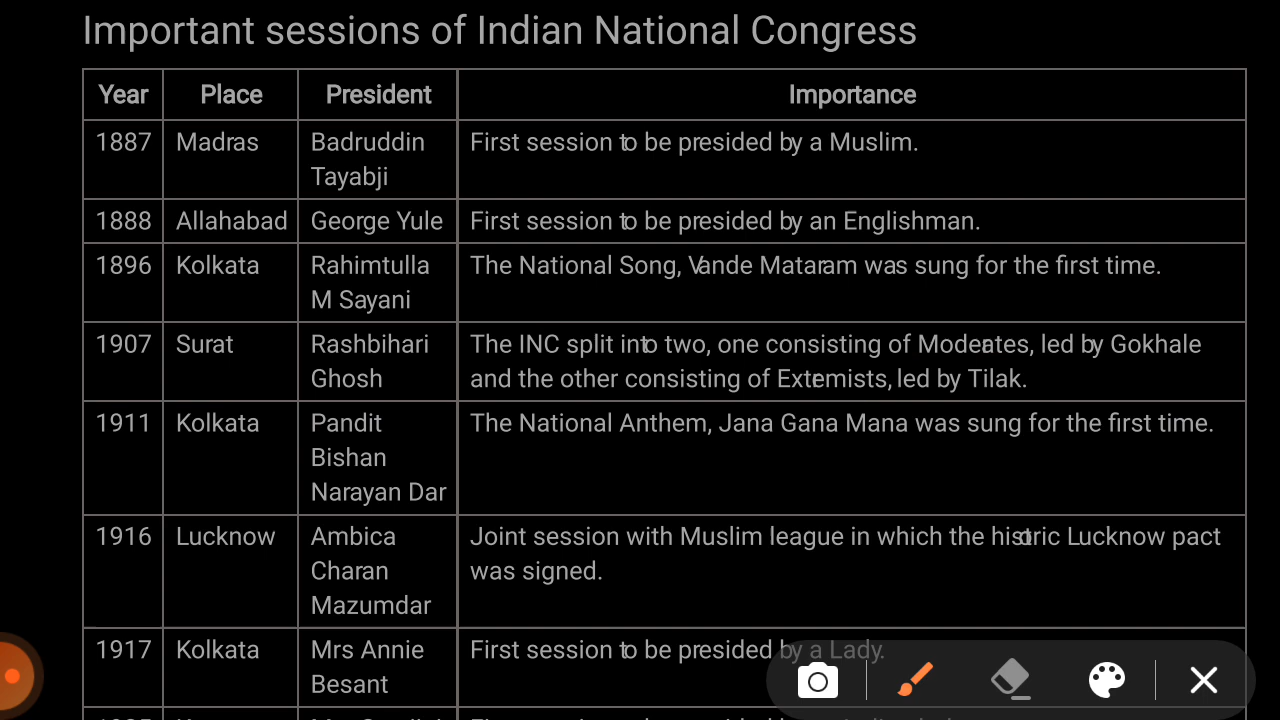 Important sessions of Indian National Congress
Year Place President Importance
1887 Madras Badruddin First session to be presided by a Muslim.
Tayabji
1888 Allahabad George Yule First session to be presided by an Englishman.
1896 Kolkata Rahimtulla The National Song, Vande Mataram was sung for the first time.
M Sayani
1907 Surat Rashbihari The INC split into two, one consisting of Moderates, led by Gokhale
Ghosh and the other consisting of Extremists, led by Tilak.
1911 Kolkata Pandit The National Anthem, Jana Gana Mana was sung for the first time.
Bishan
Narayan Dar
1916 Lucknow Ambica Joint session with Muslim league in which the historic Lucknow pact
Charan was signed.
Mazumdar
1917 Kolkata Mrs Annie First session to be presided by a Lady.
Besant